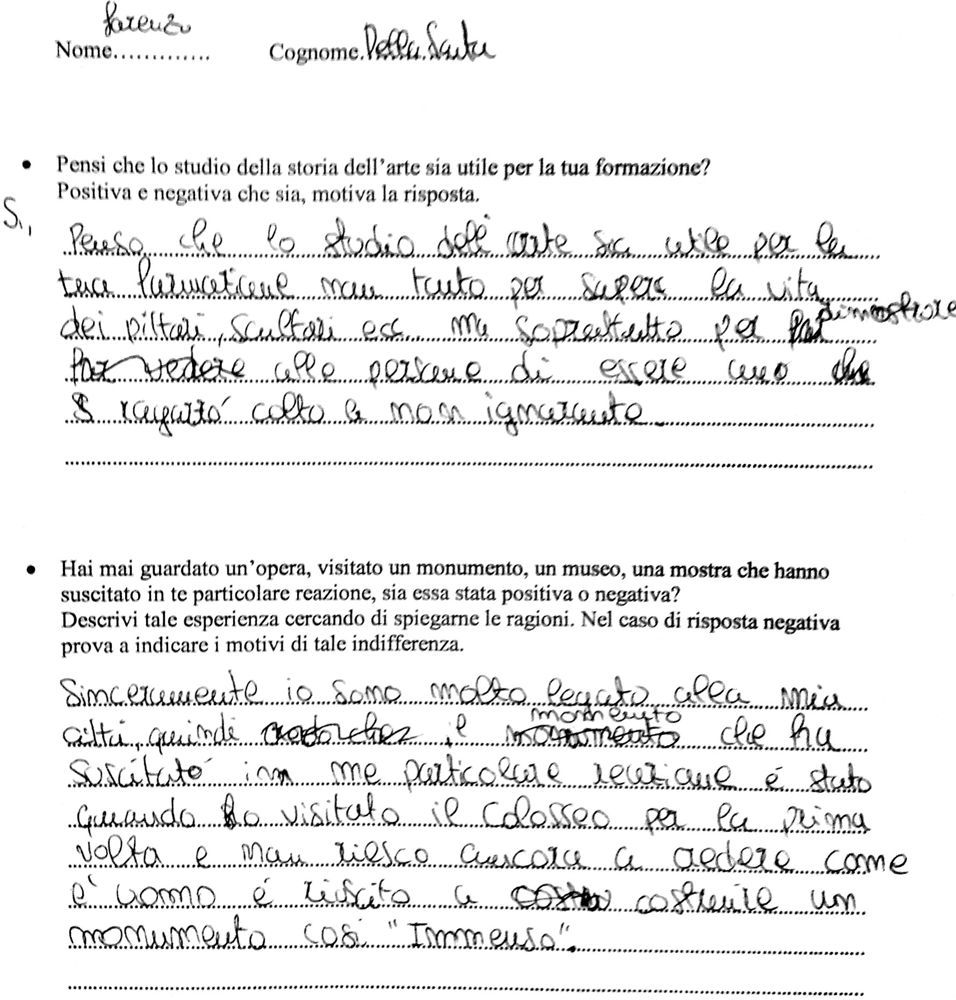 Lorenzo
Nome............. Cognome. Della Santa
• Pensi che lo studio della storia dell'arte sia utile per la tua formazione?
Positiva e negativa che sia, motiva la risposta.
Si,
Penso che lo studio dell'arte sia utile per la
tua formazione non tanto per sapere la vita
dei pittori, scultori ecc. ma soprattutto per far dimostrare
far vedere alle persone di essere uno che
ragazzo colto e non ignorante.
• Hai mai guardato un'opera, visitato un monumento, un museo, una mostra che hanno
suscitato in te particolare reazione, sia essa stata positiva o negativa?
Descrivi tale esperienza cercando di spiegarne le ragioni. Nel caso di risposta negativa
prova a indicare i motivi di tale indifferenza.
Sinceramente io sono molto legato alla mia
momento
città, quindi credo che il monumento che ha
suscitato in me particolare reazione é stato
quando ho visitato il Colosseo per la prima
volta e non riesco ancora a credere come
l'uomo é riuscito a costruire un
monumento così "Immenso".